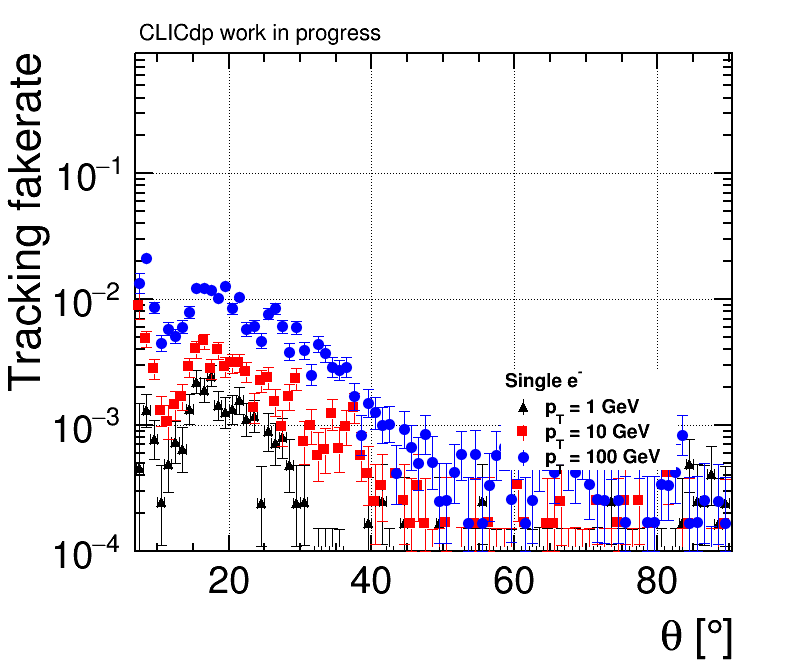 CLICdp work in progress
Tracking fakerate
10⁻¹
10⁻²
10⁻³
10⁻⁴
Single e⁻
p_T = 1 GeV
p_T = 10 GeV
p_T = 100 GeV
20 40 60 80
θ [°]